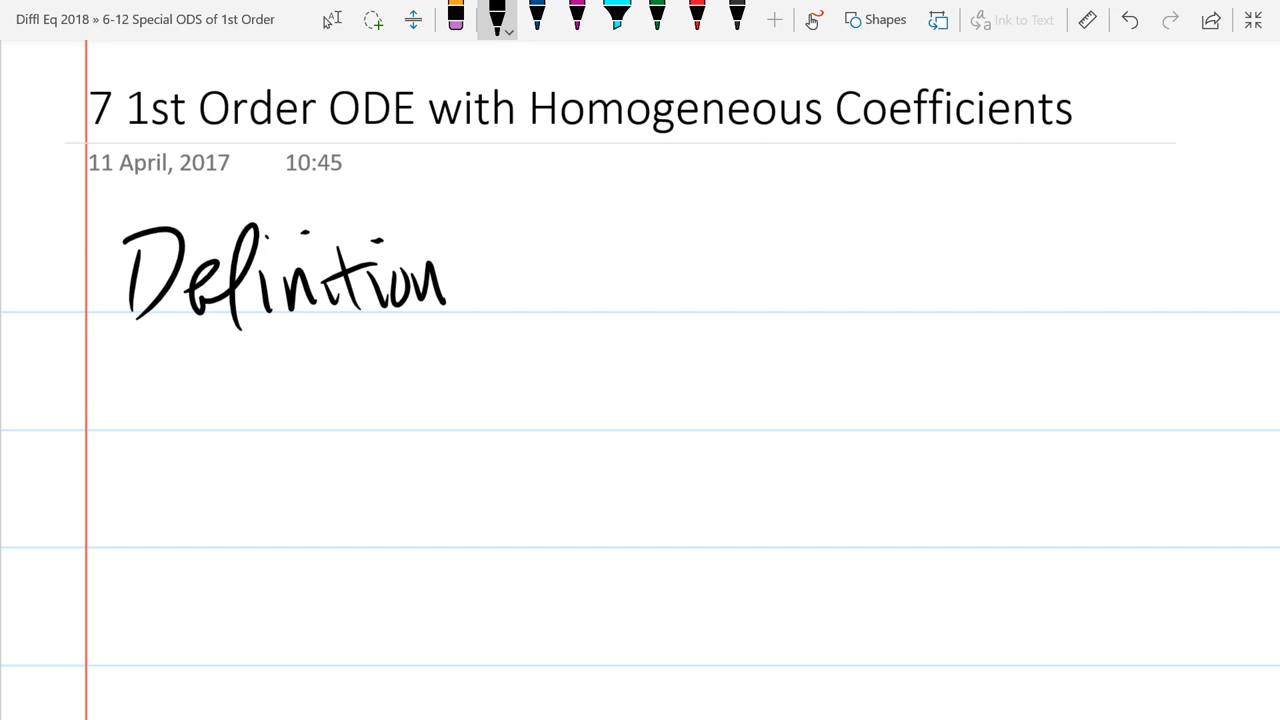 Diffl Eq 2018 » 6-12 Special ODS of 1st Order
Shapes
Ink to Text
7 1st Order ODE with Homogeneous Coefficients
11 April, 2017 10:45
Definition